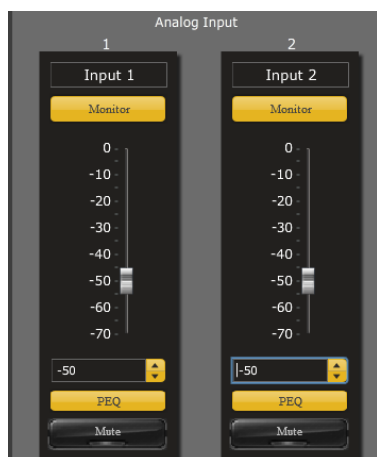 Analog Input
1 2
Input 1 Input 2
Monitor Monitor
0 0
-10 -10
-20 -20
-30 -30
-40 -40
-50 -50
-60 -60
-70 -70
-50 -50
PEQ PEQ
Mute Mute